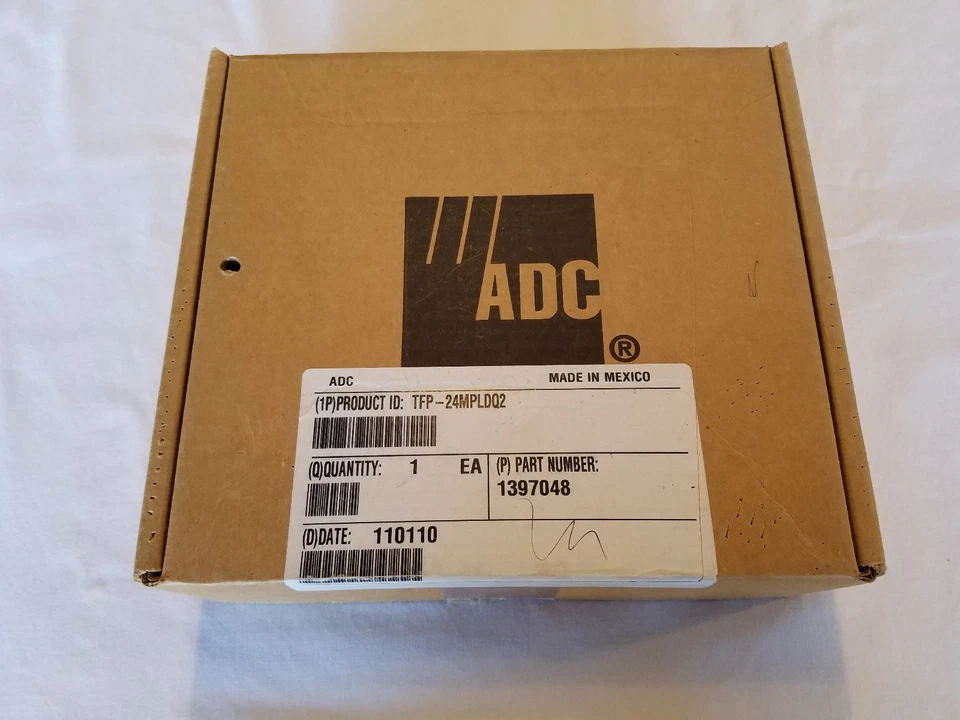 ADC
®
ADC MADE IN MEXICO
(1P)PRODUCT ID: TFP-24MPLDQ2
(Q)QUANTITY: 1 EA (P) PART NUMBER:
1397048
(D)DATE: 110110